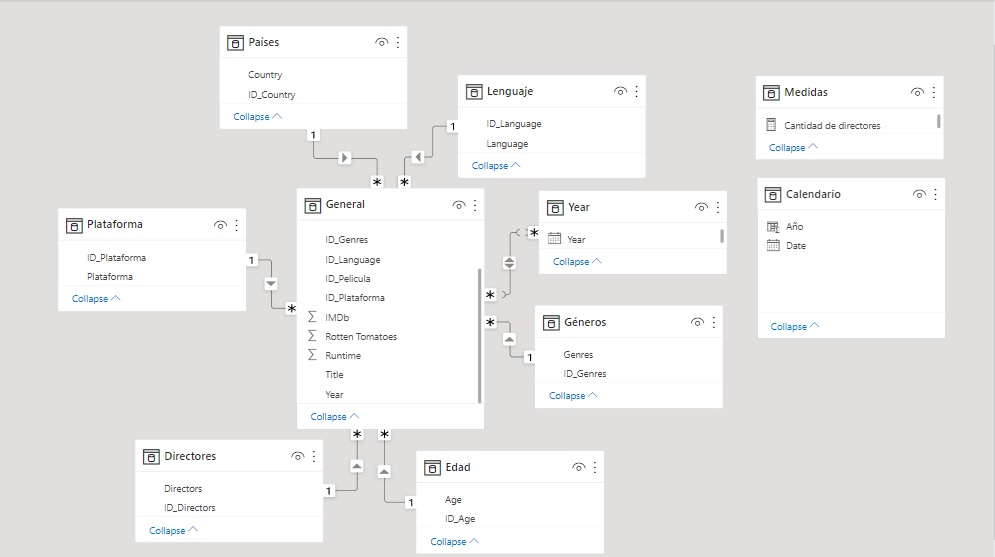 Países
Country
ID_Country
Collapse
1
*
Lenguaje
ID_Language
Language
Collapse
1
*
Medidas
Cantidad de directores
Collapse
Calendario
Año
Date
Collapse
Plataforma
ID_Plataforma
Plataforma
Collapse
1
*
General
ID_Genres
ID_Language
ID_Pelicula
ID_Plataforma
IMDb
Rotten Tomatoes
Runtime
Title
Year
Collapse
Year
Year
Collapse
*
*
Géneros
Genres
ID_Genres
Collapse
*
1
Directores
Directors
ID_Directors
Collapse
1
*
Edad
Age
ID_Age
Collapse
1
*